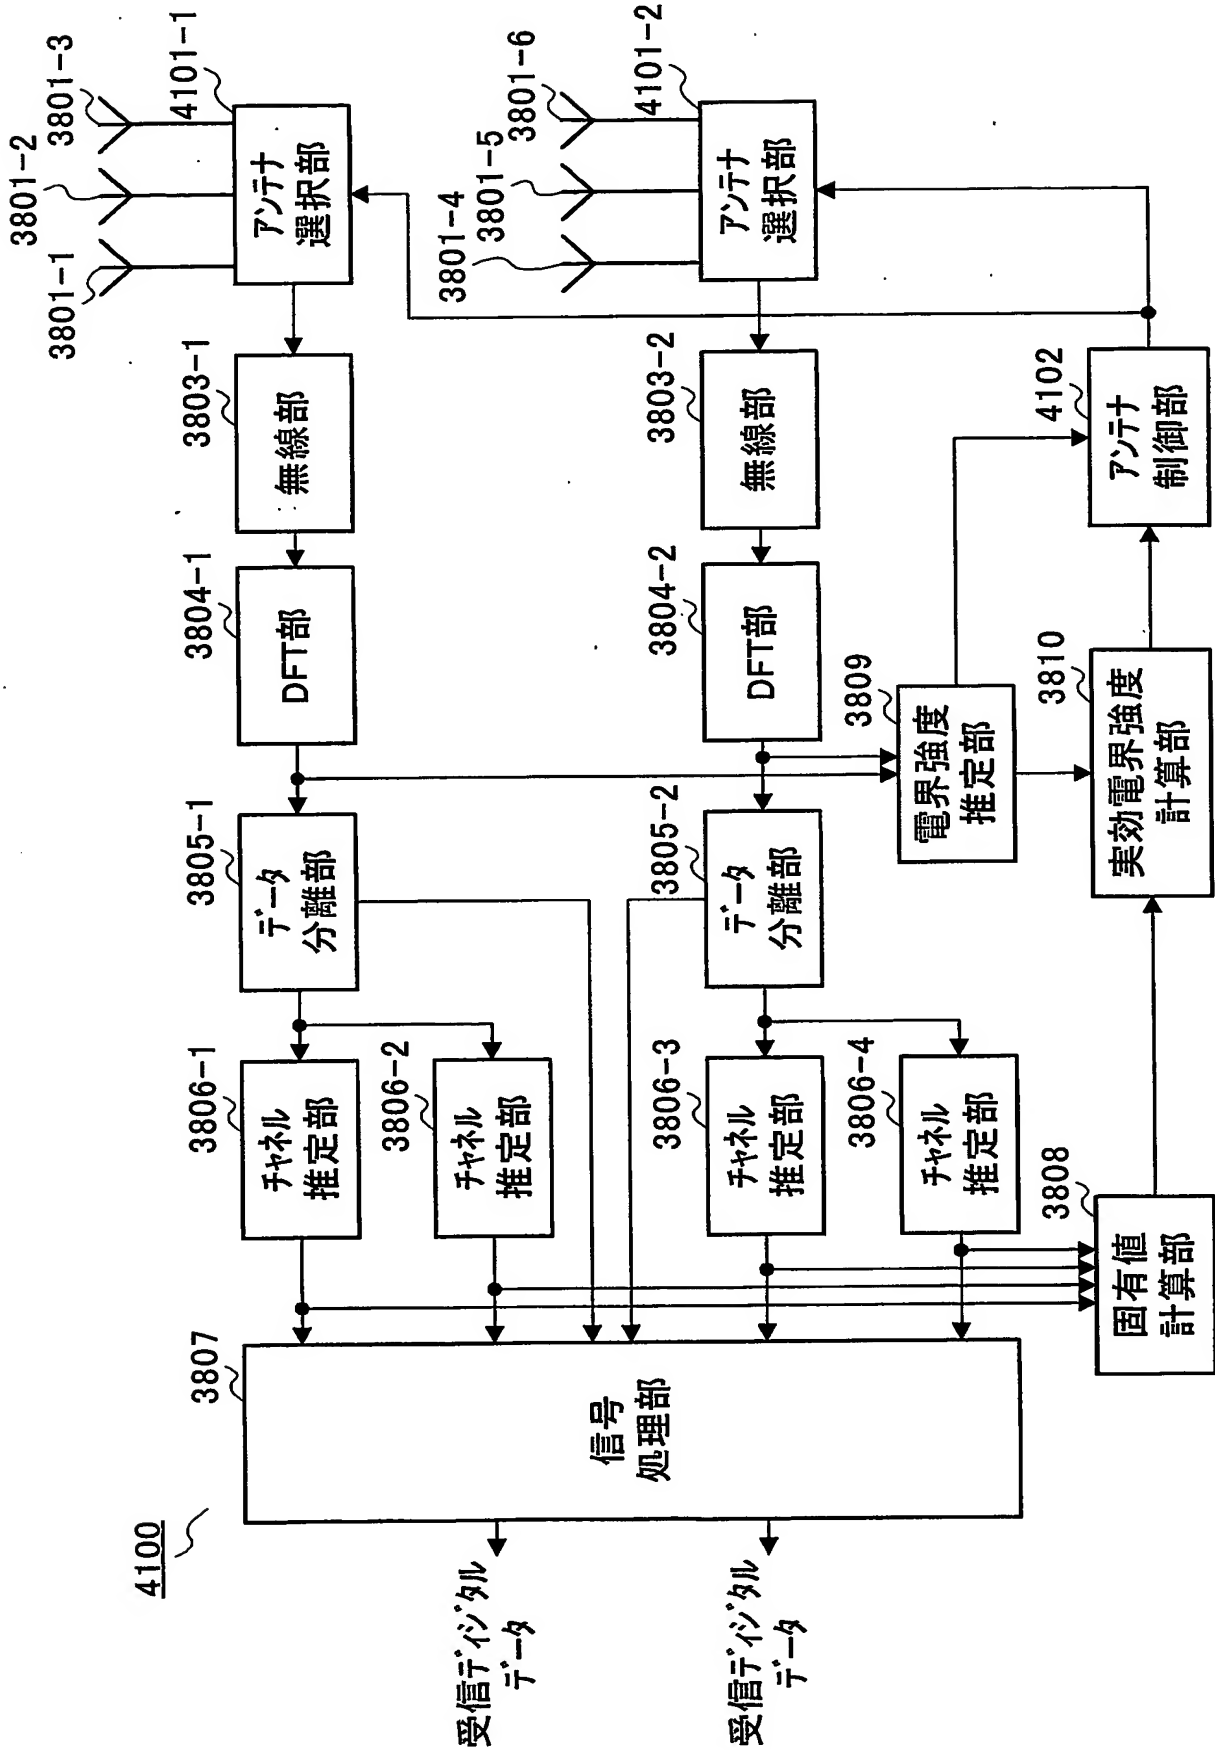 4100
3801-1
3801-2
3801-3
4101-1
アンテナ
選択部
3801-4
3801-5
3801-6
4101-2
アンテナ
選択部
3803-1
無線部
3803-2
無線部
3804-1
DFT部
3804-2
DFT部
4102
アンテナ
制御部
3809
電界強度
推定部
3810
実効電界強度
計算部
3805-1
データ
分離部
3805-2
データ
分離部
3806-1
チャネル
推定部
3806-2
チャネル
推定部
3806-3
チャネル
推定部
3806-4
チャネル
推定部
3808
固有値
計算部
3807
信号
処理部
受信ディジタル
データ
受信ディジタル
データ